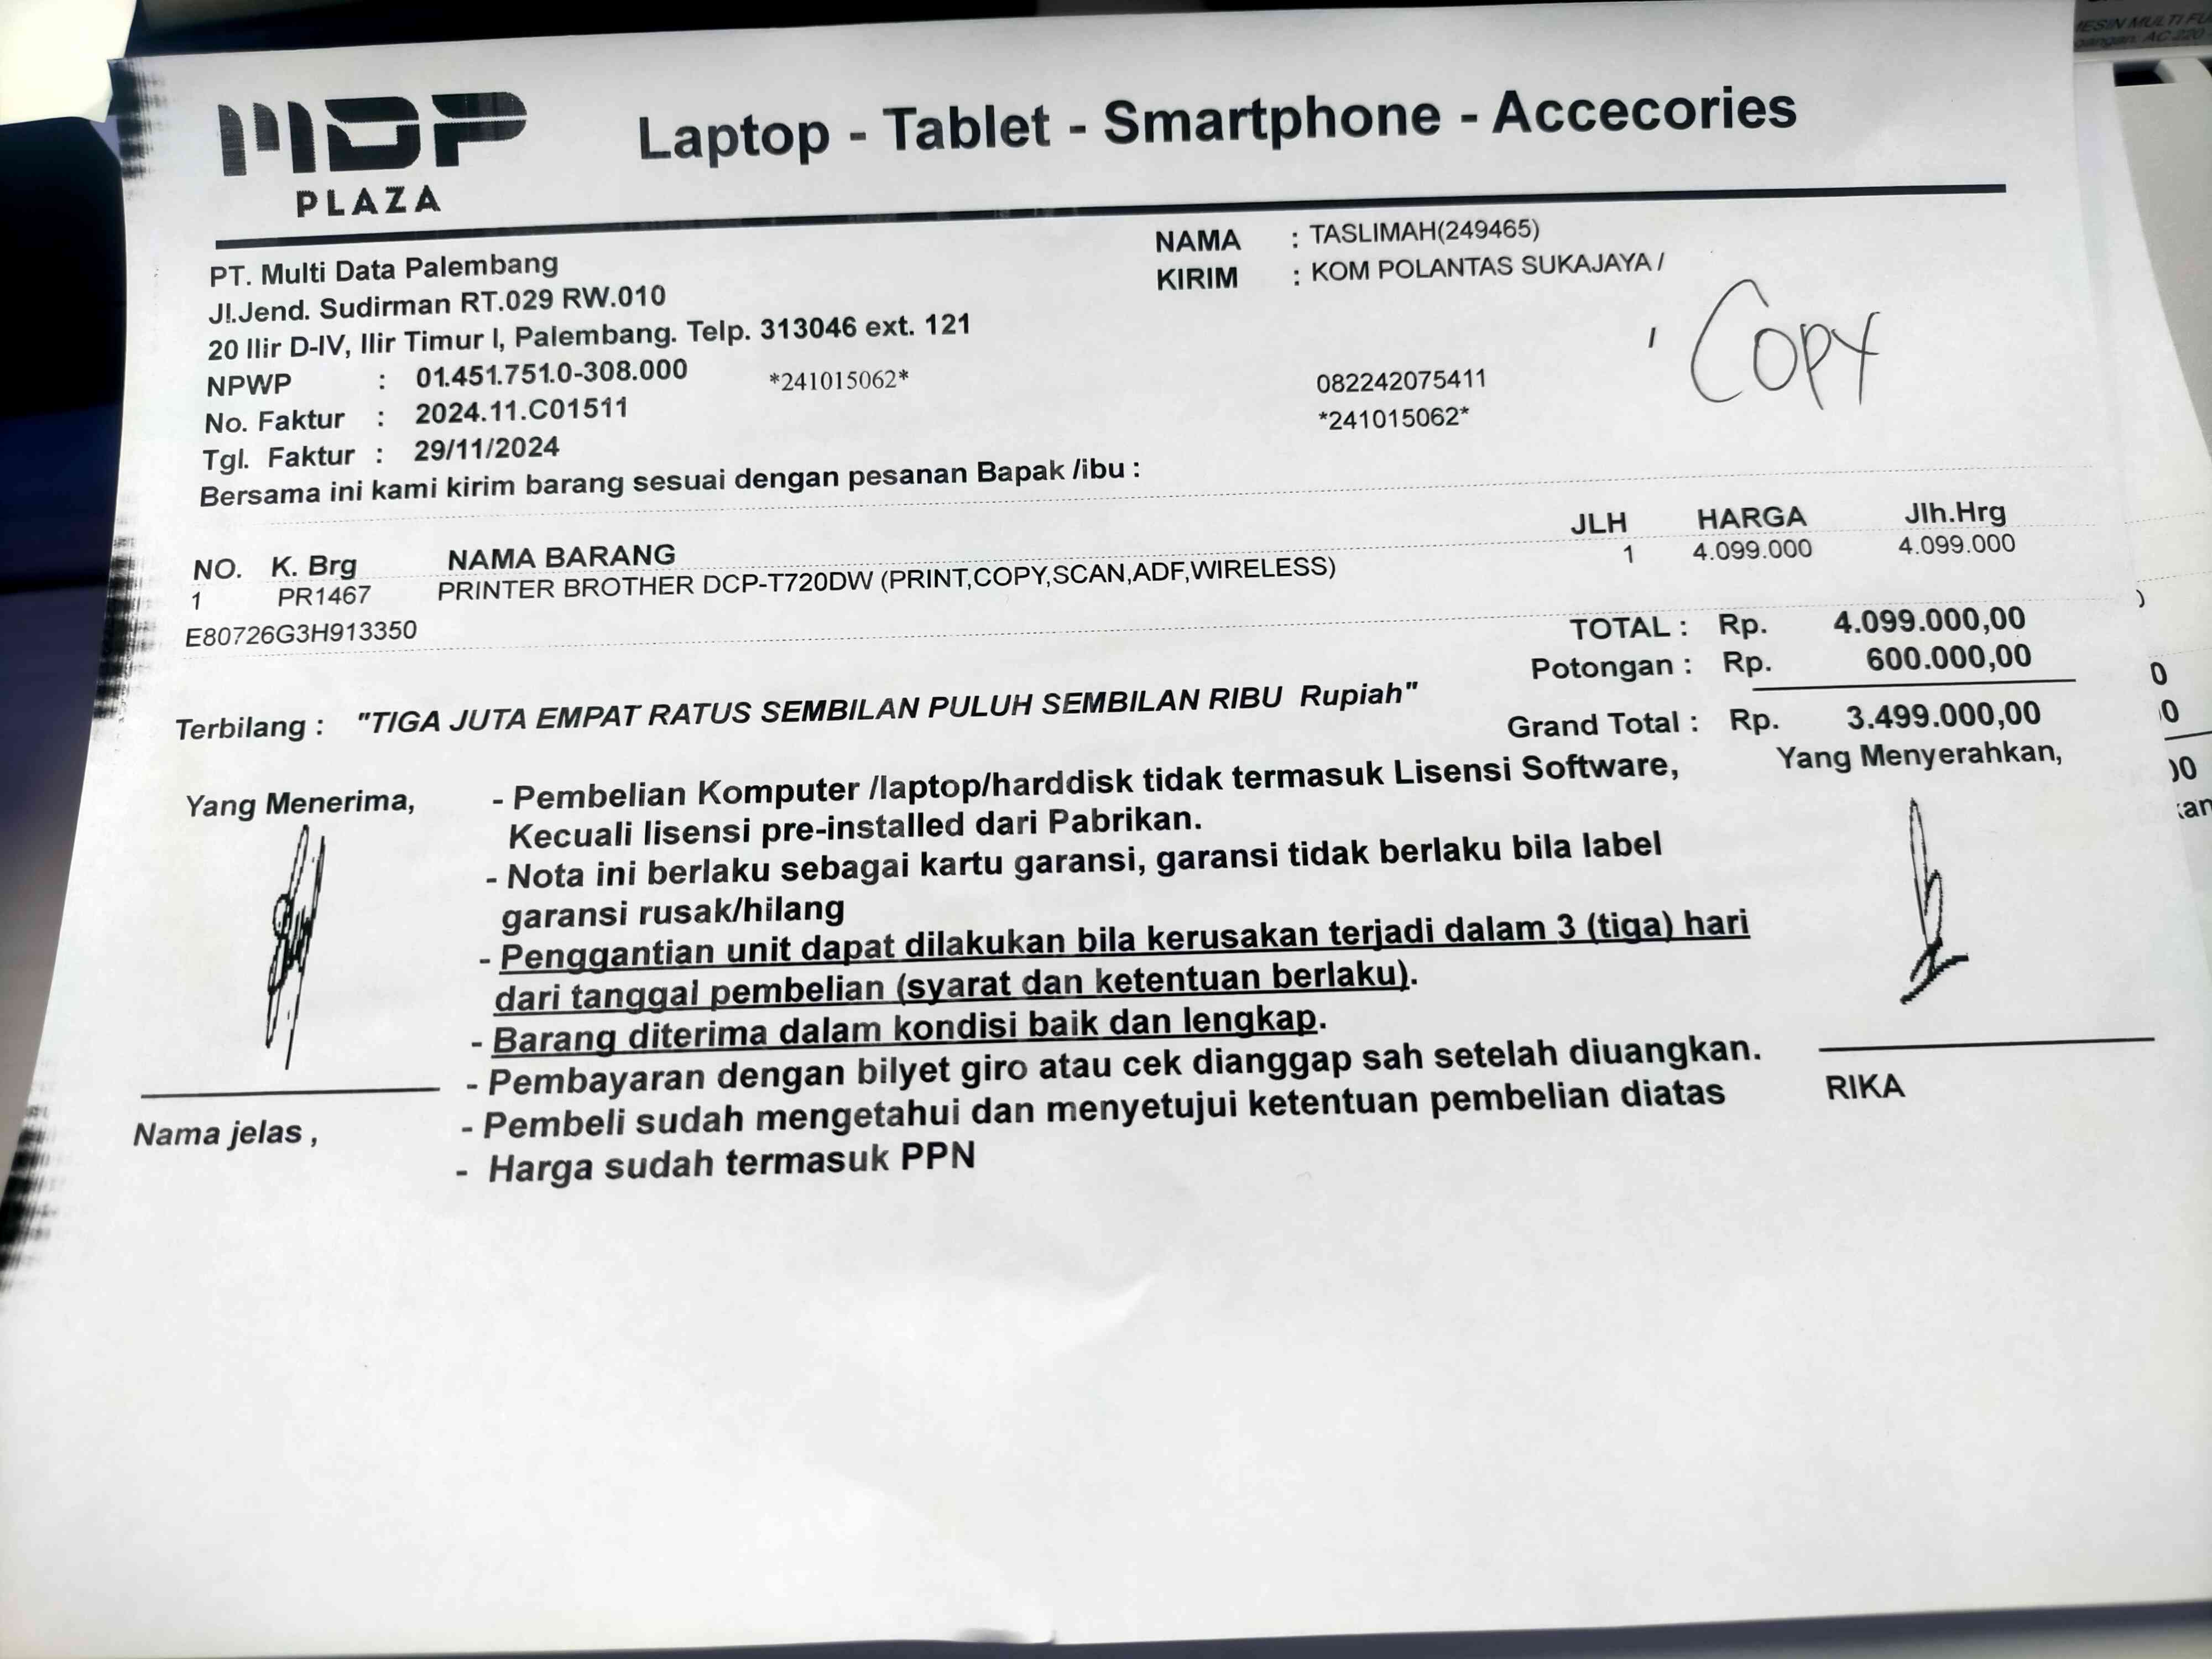 MESIN MULTI FU
gangan. AC 220
MDP
PLAZA
Laptop - Tablet - Smartphone - Accecories
PT. Multi Data Palembang
Jl.Jend. Sudirman RT.029 RW.010
20 Ilir D-IV, Ilir Timur I, Palembang. Telp. 313046 ext. 121
NPWP : 01.451.751.0-308.000 *241015062*
No. Faktur : 2024.11.C01511
Tgl. Faktur : 29/11/2024
NAMA : TASLIMAH(249465)
KIRIM : KOM POLANTAS SUKAJAYA /
Copy
082242075411
*241015062*
Bersama ini kami kirim barang sesuai dengan pesanan Bapak /ibu :
NO. K. Brg NAMA BARANG JLH HARGA Jlh.Hrg
1 PR1467 PRINTER BROTHER DCP-T720DW (PRINT,COPY,SCAN,ADF,WIRELESS) 1 4.099.000 4.099.000
E80726G3H913350
TOTAL : Rp. 4.099.000,00
Potongan : Rp. 600.000,00
Terbilang : "TIGA JUTA EMPAT RATUS SEMBILAN PULUH SEMBILAN RIBU Rupiah"
Grand Total : Rp. 3.499.000,00
Yang Menerima,
- Pembelian Komputer /laptop/harddisk tidak termasuk Lisensi Software,
Kecuali lisensi pre-installed dari Pabrikan.
- Nota ini berlaku sebagai kartu garansi, garansi tidak berlaku bila label
garansi rusak/hilang
- Penggantian unit dapat dilakukan bila kerusakan terjadi dalam 3 (tiga) hari
dari tanggal pembelian (syarat dan ketentuan berlaku).
- Barang diterima dalam kondisi baik dan lengkap.
- Pembayaran dengan bilyet giro atau cek dianggap sah setelah diuangkan.
- Pembeli sudah mengetahui dan menyetujui ketentuan pembelian diatas
- Harga sudah termasuk PPN
Yang Menyerahkan,
RIKA
Nama jelas ,